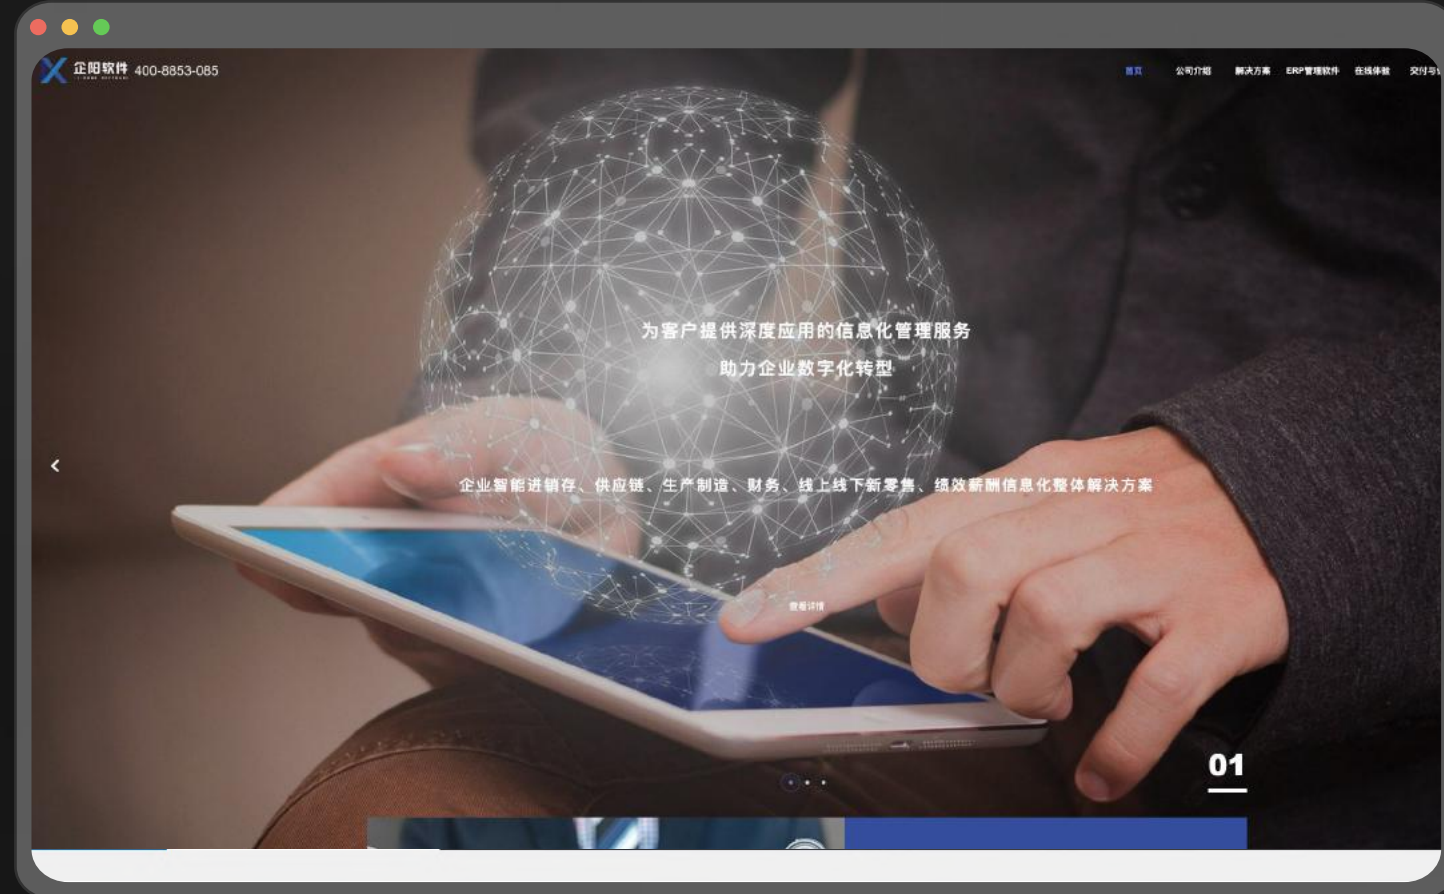 企阳软件 400-8853-085
首页 公司介绍 解决方案 ERP管理软件 在线体验 交付与
为客户提供深度应用的信息化管理服务
助力企业数字化转型
企业智能进销存、供应链、生产制造、财务、线上线下新零售、绩效薪酬信息化整体解决方案
查看详情
01